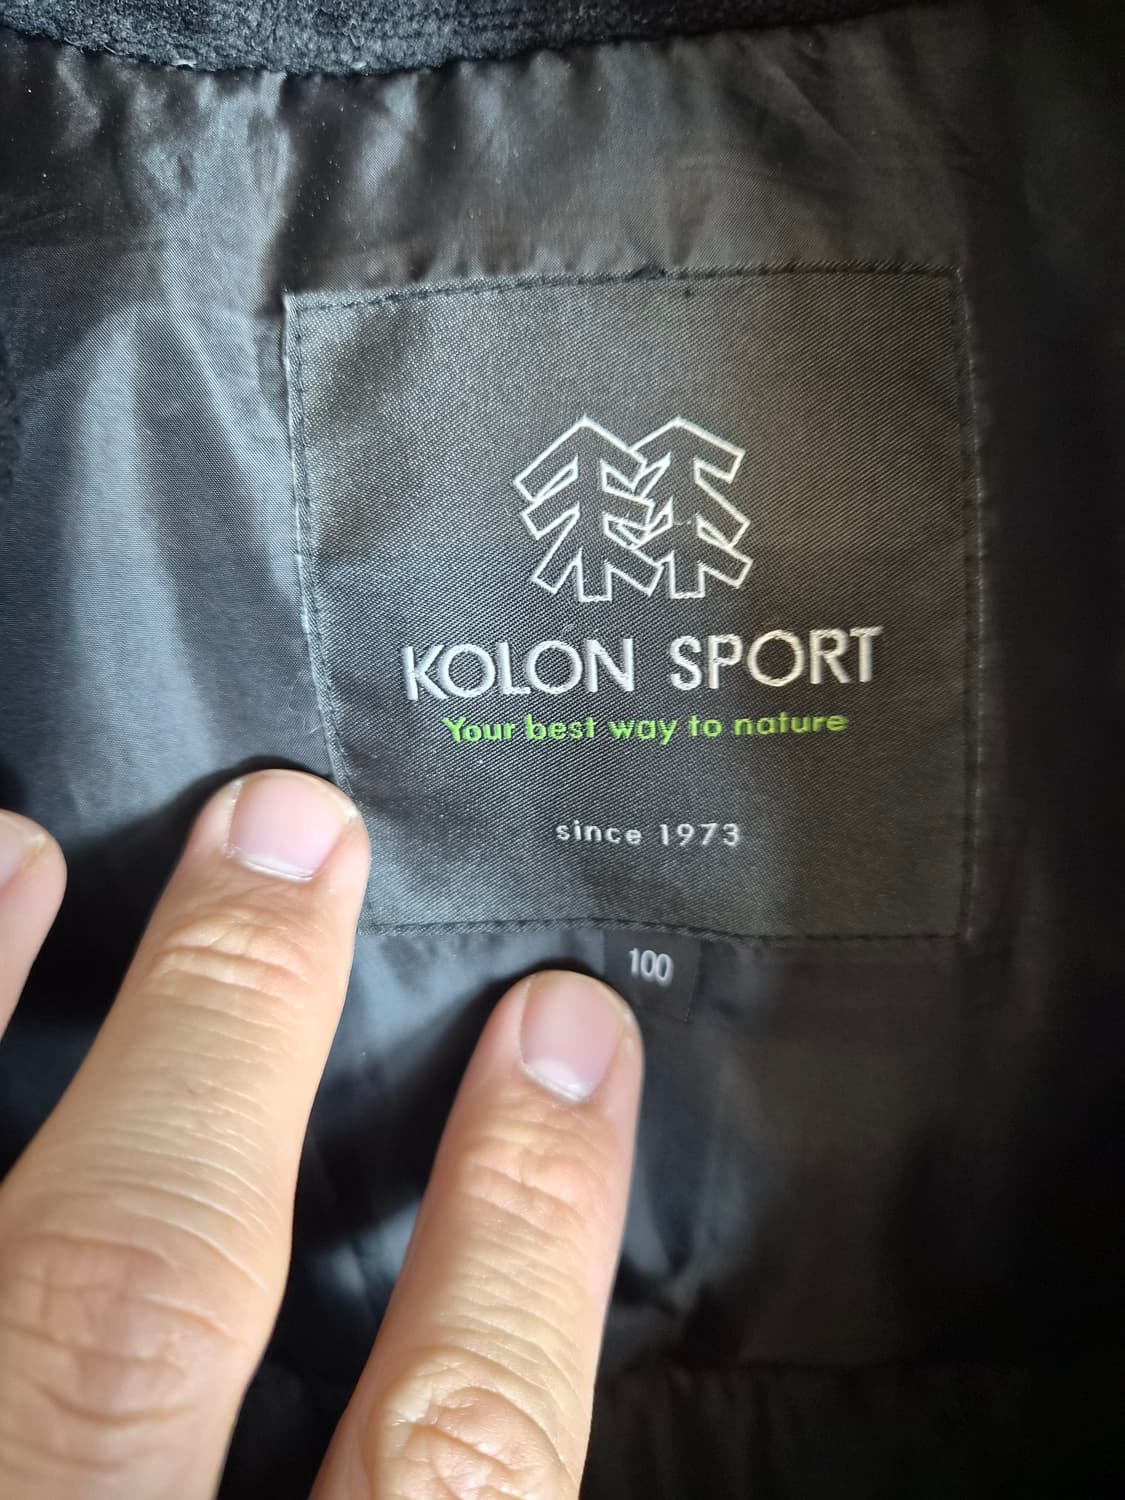 KOLON SPORT
Your best way to nature
since 1973
100